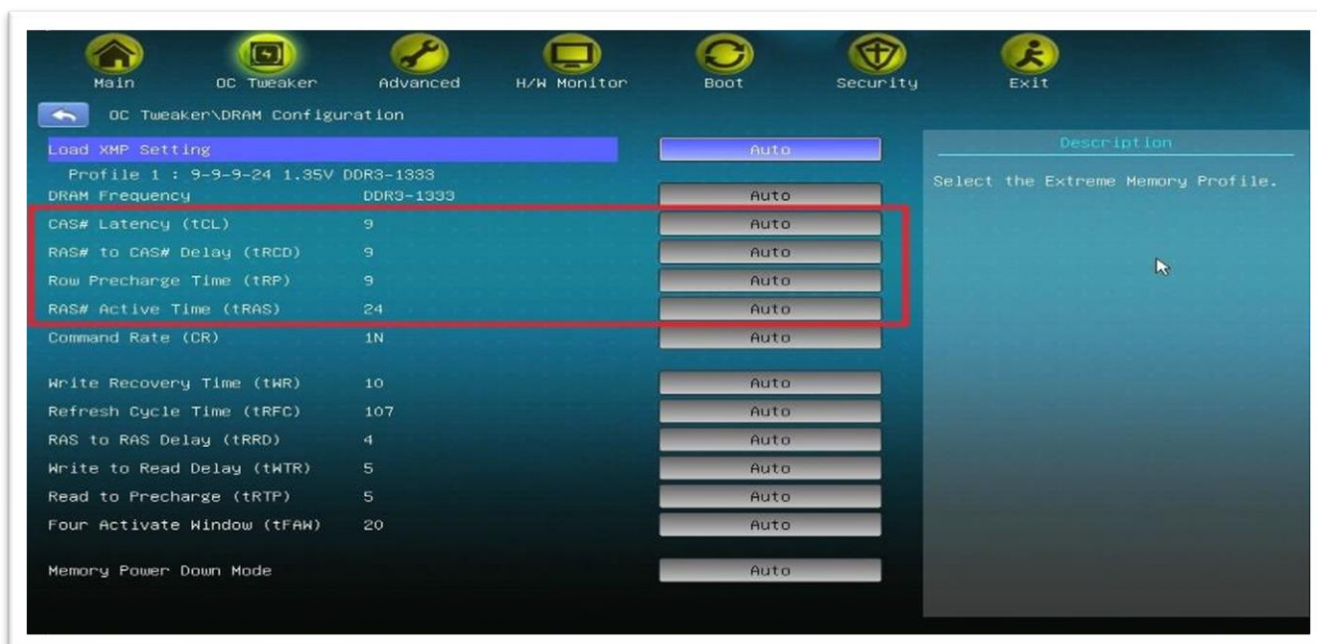 Main OC Tweaker Advanced H/W Monitor Boot Security Exit
OC Tweaker\DRAM Configuration
Load XMP Setting Auto
Profile 1 : 9-9-9-24 1.35V DDR3-1333
DRAM Frequency DDR3-1333 Auto
CAS# Latency (tCL) 9 Auto
RAS# to CAS# Delay (tRCD) 9 Auto
Row Precharge Time (tRP) 9 Auto
RAS# Active Time (tRAS) 24 Auto
Command Rate (CR) 1N Auto
Write Recovery Time (tWR) 10 Auto
Refresh Cycle Time (tRFC) 107 Auto
RAS to RAS Delay (tRRD) 4 Auto
Write to Read Delay (tWTR) 5 Auto
Read to Precharge (tRTP) 5 Auto
Four Activate Window (tFAW) 20 Auto
Memory Power Down Mode Auto
Description
Select the Extreme Memory Profile.